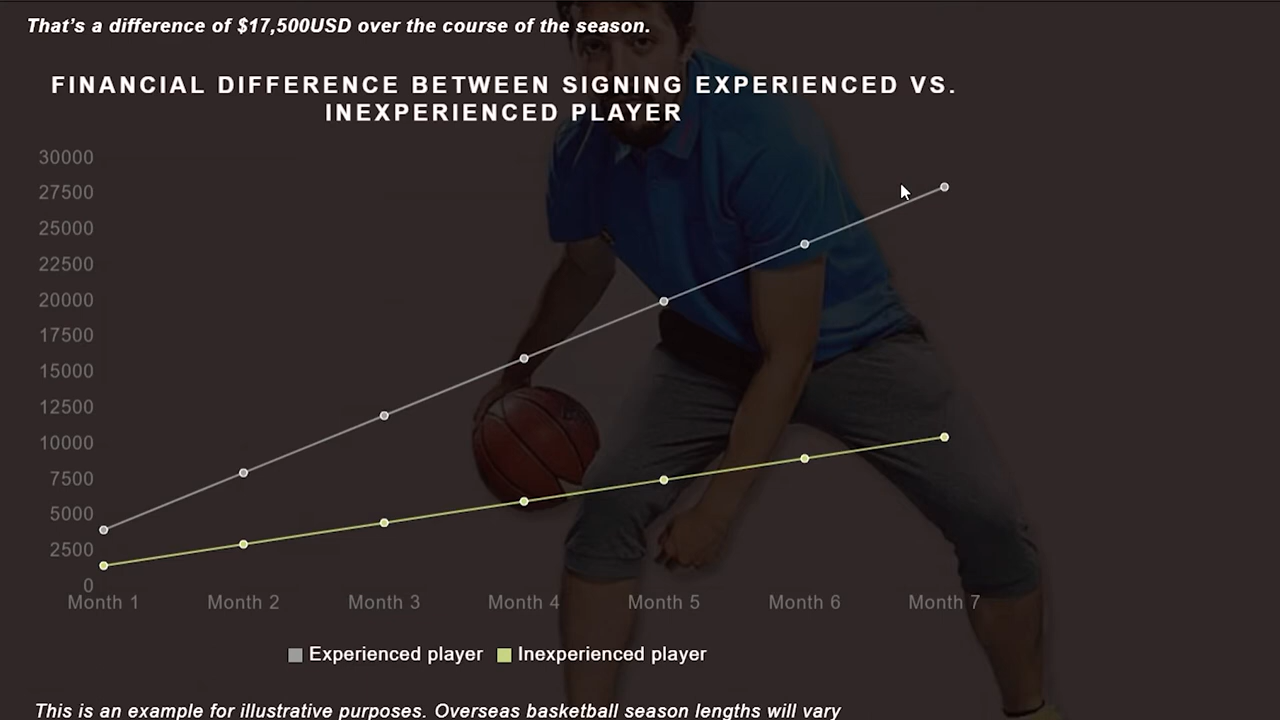 That's a difference of $17,500USD over the course of the season.
FINANCIAL DIFFERENCE BETWEEN SIGNING EXPERIENCED VS.
INEXPERIENCED PLAYER
30000
27500
25000
22500
20000
17500
15000
12500
10000
7500
5000
2500
0
Month 1 Month 2 Month 3 Month 4 Month 5 Month 6 Month 7
Experienced player Inexperienced player
This is an example for illustrative purposes. Overseas basketball season lengths will vary